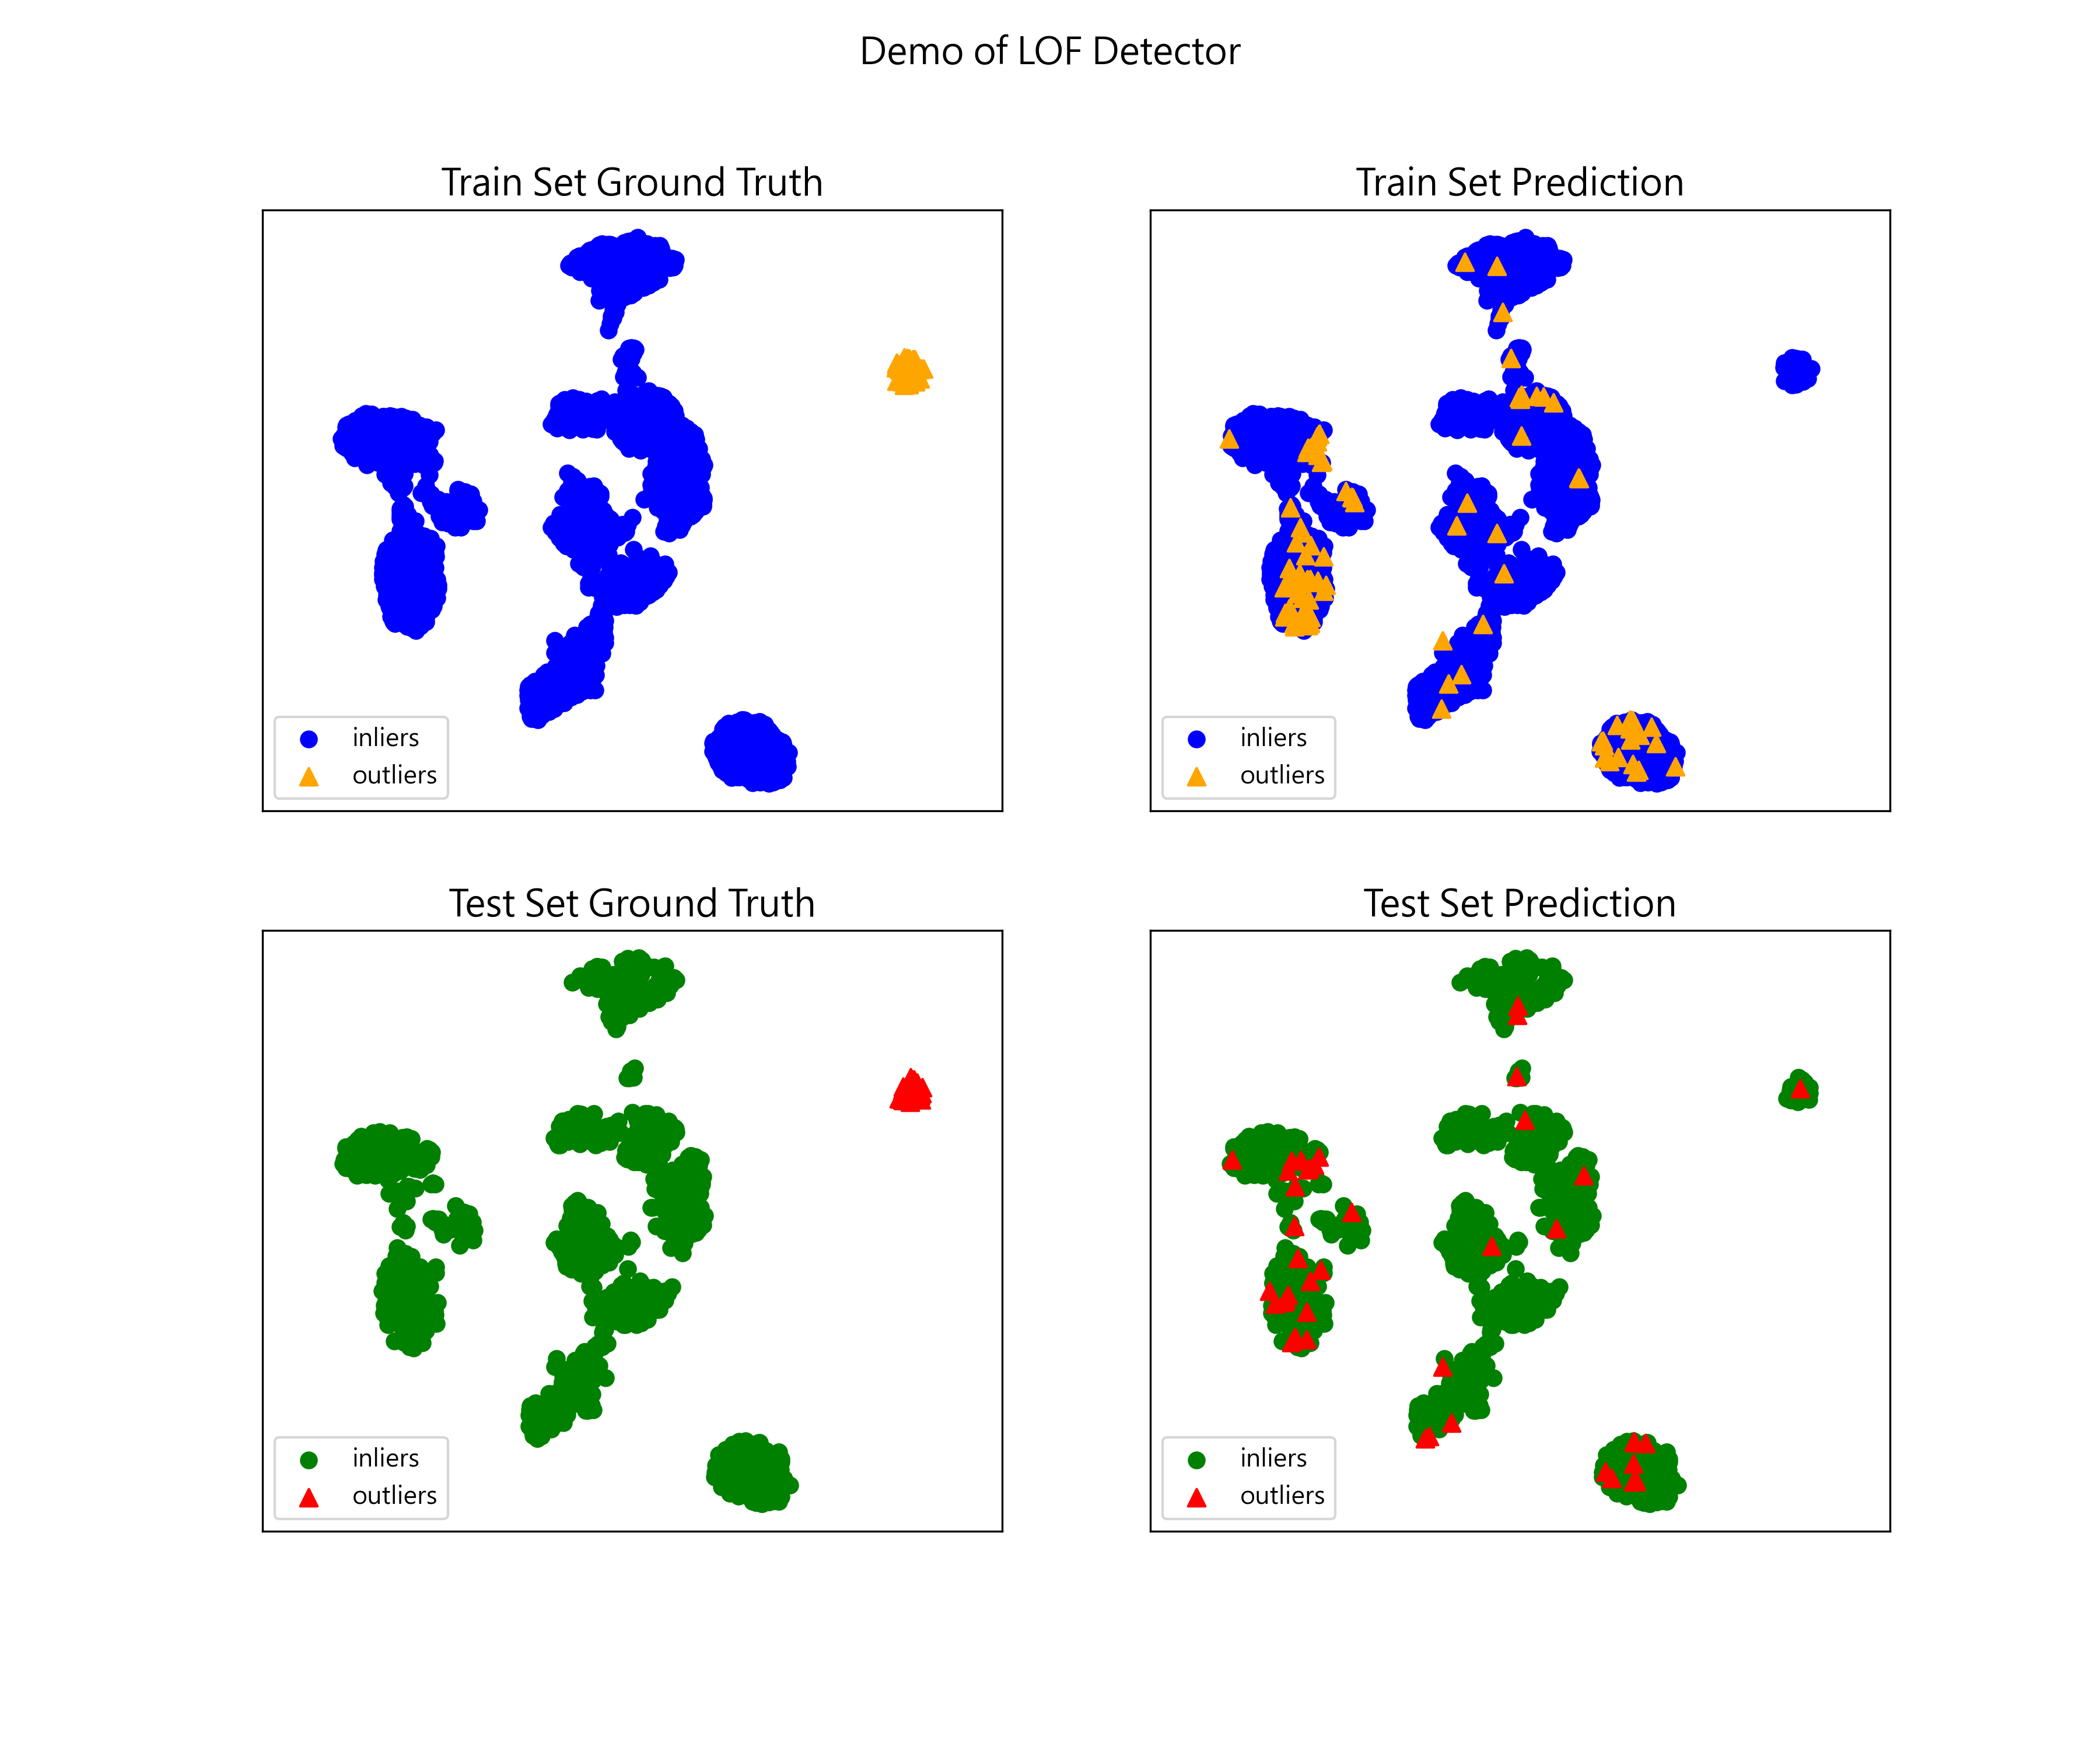 Demo of LOF Detector
Train Set Ground Truth
Train Set Prediction
inliers
outliers
inliers
outliers
Test Set Ground Truth
Test Set Prediction
inliers
outliers
inliers
outliers